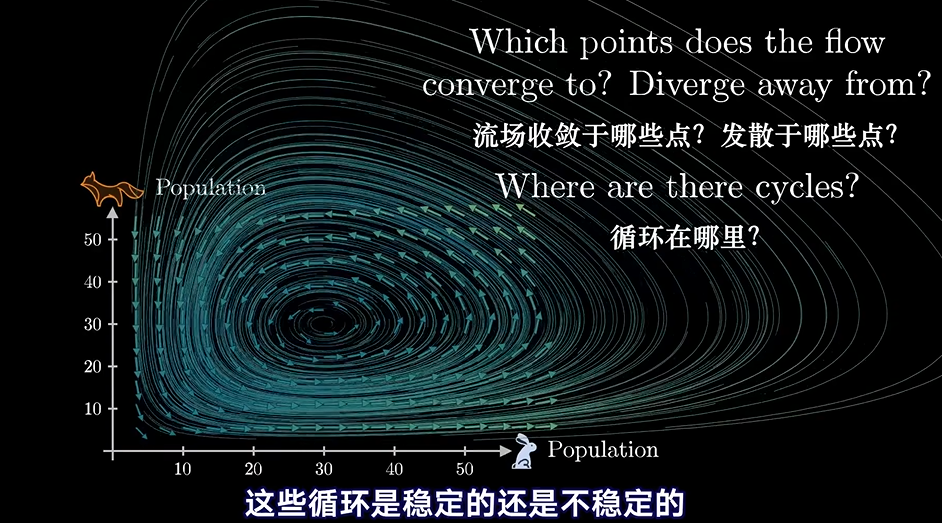 Which points does the flow
converge to? Diverge away from?
流场收敛于哪些点？发散于哪些点？
Where are there cycles?
循环在哪里？
Population
50
40
30
20
10
10 20 30 40 50
Population
这些循环是稳定的还是不稳定的